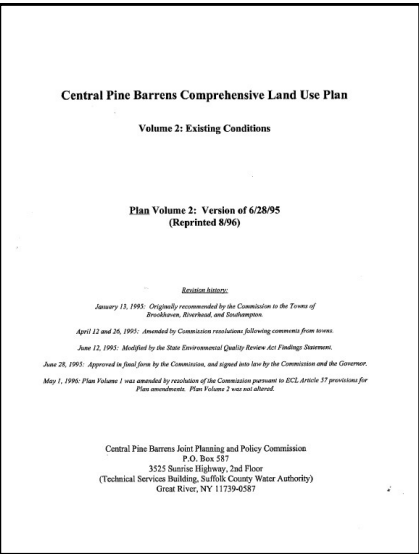 Central Pine Barrens Comprehensive Land Use Plan
Volume 2: Existing Conditions
Plan Volume 2: Version of 6/28/95
(Reprinted 8/96)
Revision history:
January 13, 1995: Originally recommended by the Commission to the Towns of
Brookhaven, Riverhead, and Southampton.
April 12 and 26, 1995: Amended by Commission resolutions following comments from towns.
June 12, 1995: Modified by the State Environmental Quality Review Act Findings Statement.
June 28, 1995: Approved in final form by the Commission, and signed into law by the Commission and the Governor.
May 1, 1996: Plan Volume 1 was amended by resolution of the Commission pursuant to ECL Article 57 provisions for
Plan amendments. Plan Volume 2 was not altered.
Central Pine Barrens Joint Planning and Policy Commission
P.O. Box 587
3525 Sunrise Highway, 2nd Floor
(Technical Services Building, Suffolk County Water Authority)
Great River, NY 11739-0587